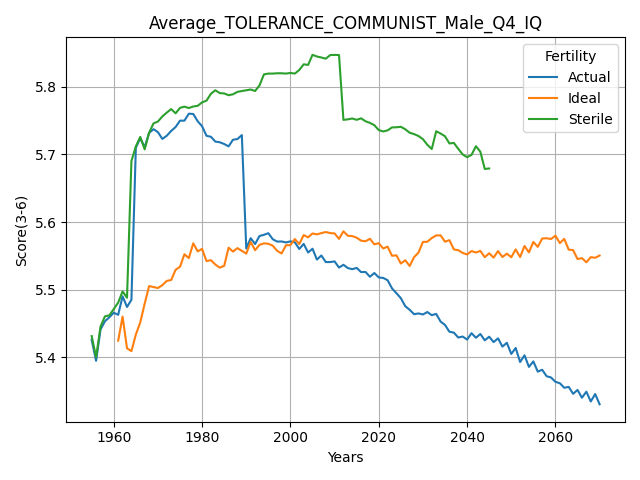 Average_TOLERANCE_COMMUNIST_Male_Q4_IQ
Fertility
Actual
Ideal
Sterile
Score(3-6)
5.8
5.7
5.6
5.5
5.4
1960
1980
2000
2020
2040
2060
Years